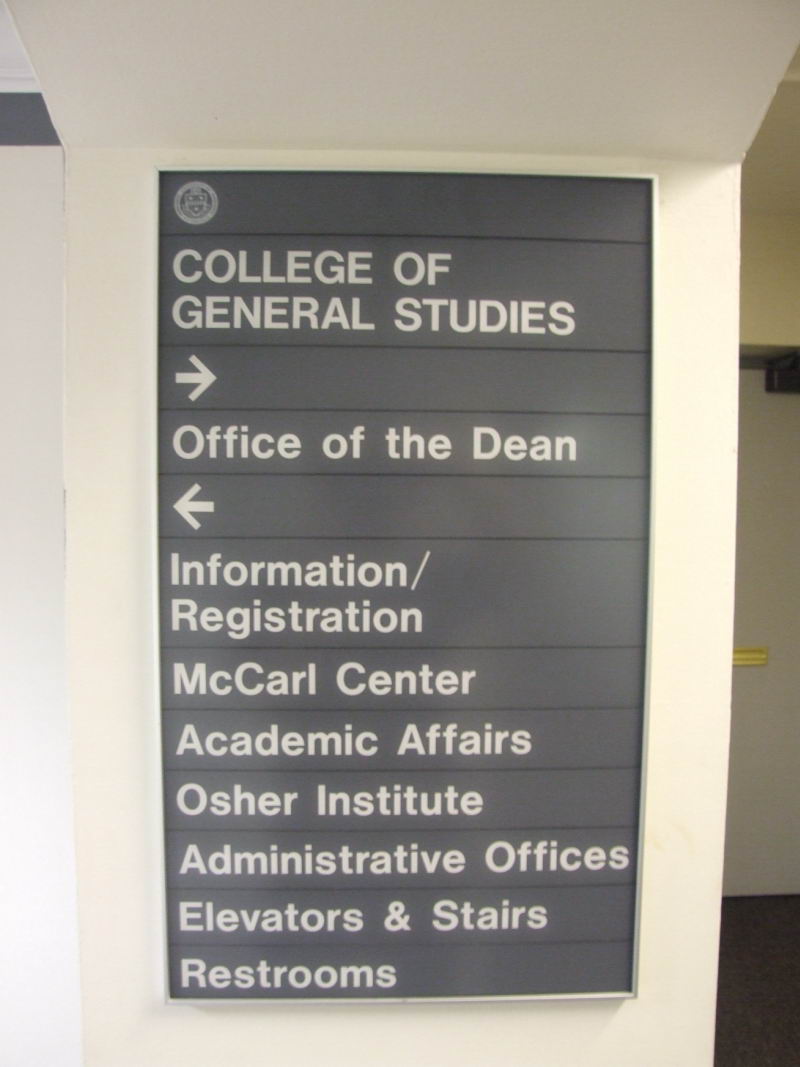 COLLEGE OF
GENERAL STUDIES
→
Office of the Dean
←
Information/
Registration
McCarl Center
Academic Affairs
Osher Institute
Administrative Offices
Elevators & Stairs
Restrooms